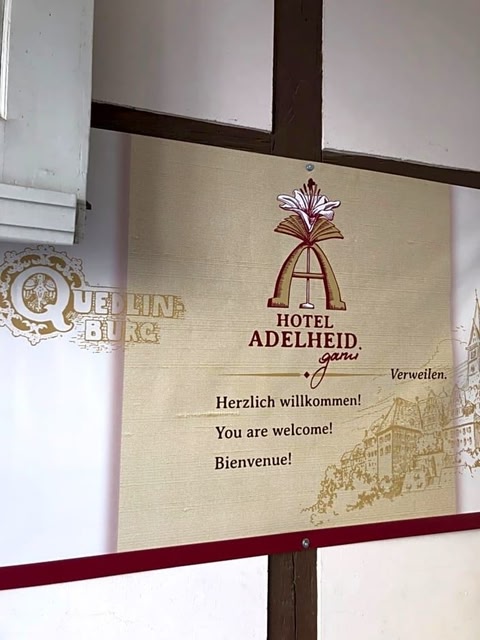 QUEDLIN-
BURG
HOTEL
ADELHEID.
garni
Verweilen.
Herzlich willkommen!
You are welcome!
Bienvenue!